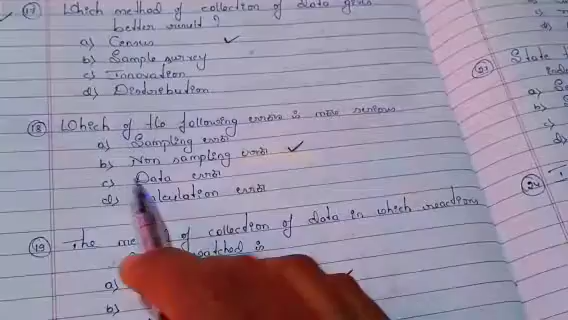 17 Which method of collection of data gives
better result ?
a) Census ✓
b) Sample survey
c) Innovation
d) Distribution
18 Which of the following errors is more serious
a) Sampling error
b) Non sampling error ✓
c) Data error
d) Calculation error
19 The of collection of data in which reactions
is
a)
b)
21 State
a)
b)
c)
24